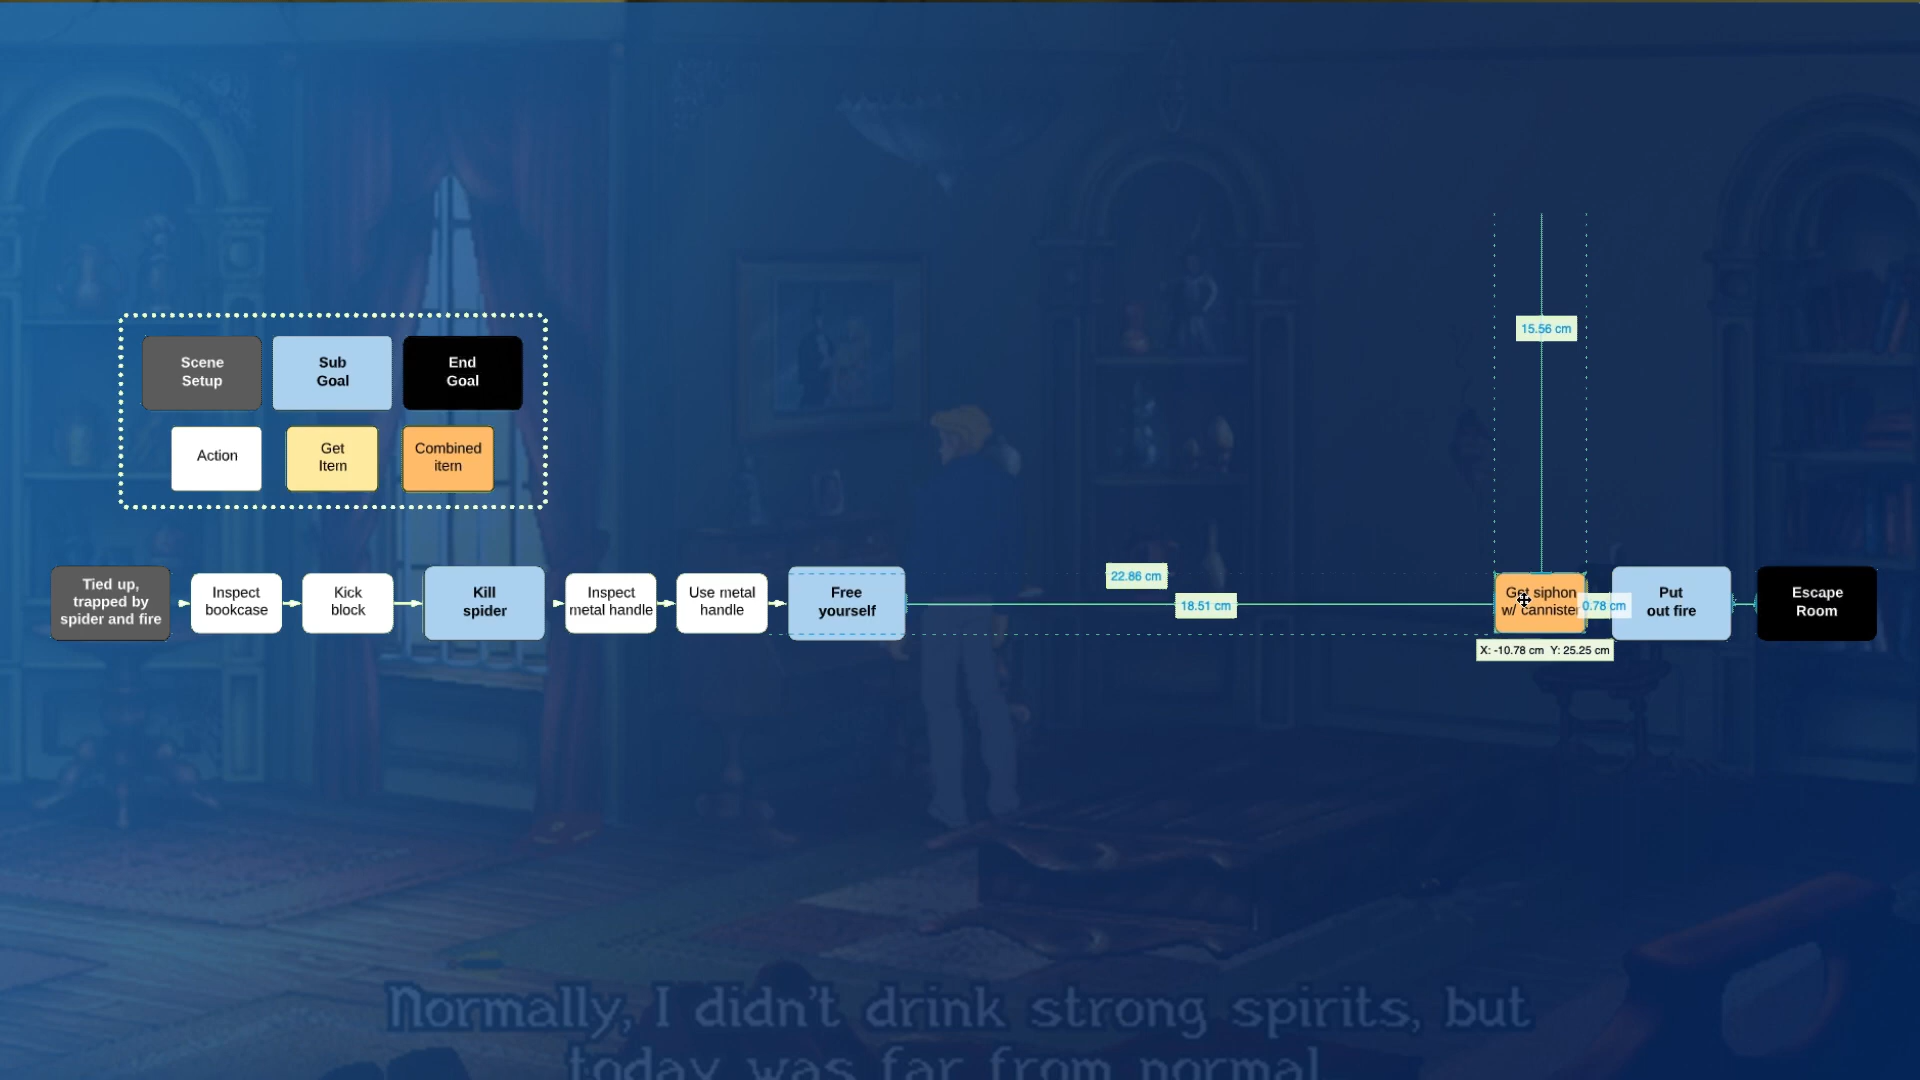 Scene
Setup
Sub
Goal
End
Goal
Action
Get
Item
Combined
item
Tied up,
trapped by
spider and fire
Inspect
bookcase
Kick
block
Kill
spider
Inspect
metal handle
Use metal
handle
Free
yourself
22.86 cm
18.51 cm
15.56 cm
Get siphon
w/ cannister
0.78 cm
X: -10.78 cm Y: 25.25 cm
Put
out fire
Escape
Room
Normally, I didn't drink strong spirits, but
today was far from normal